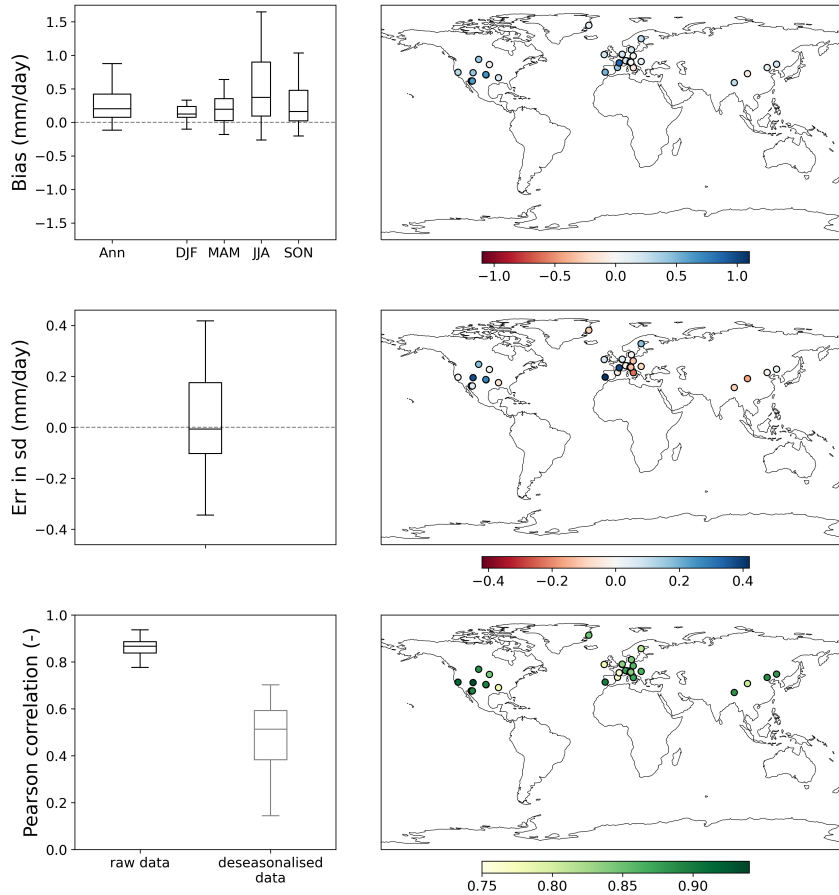 Bias (mm/day)
1.5
1.0
0.5
0.0
−0.5
−1.0
−1.5
Ann DJF MAM JJA SON
−1.0 −0.5 0.0 0.5 1.0
Err in sd (mm/day)
0.4
0.2
0.0
−0.2
−0.4
−0.4 −0.2 0.0 0.2 0.4
Pearson correlation (-)
1.0
0.8
0.6
0.4
0.2
0.0
raw data deseasonalised
data
0.75 0.80 0.85 0.90